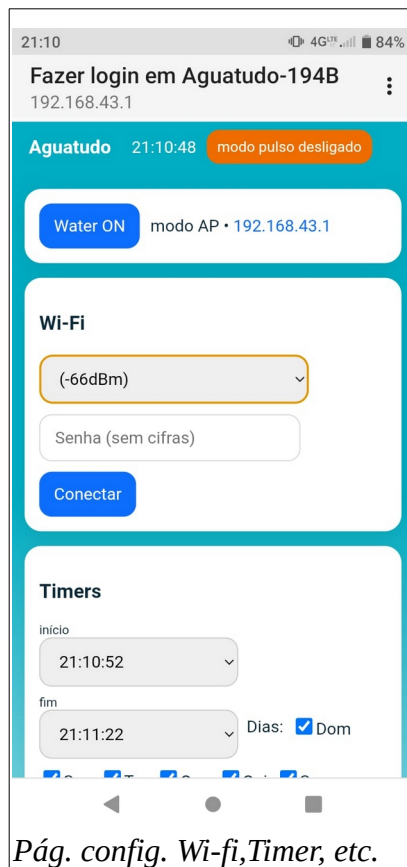 21:10 4G LTE 84%
Fazer login em Aguatudo-194B
192.168.43.1
Aguatudo 21:10:48 modo pulso desligado
Water ON modo AP • 192.168.43.1
Wi-Fi
(-66dBm)
Senha (sem cifras)
Conectar
Timers
início
21:10:52
fim
21:11:22 Dias: Dom
Pág. config. Wi-fi,Timer, etc.